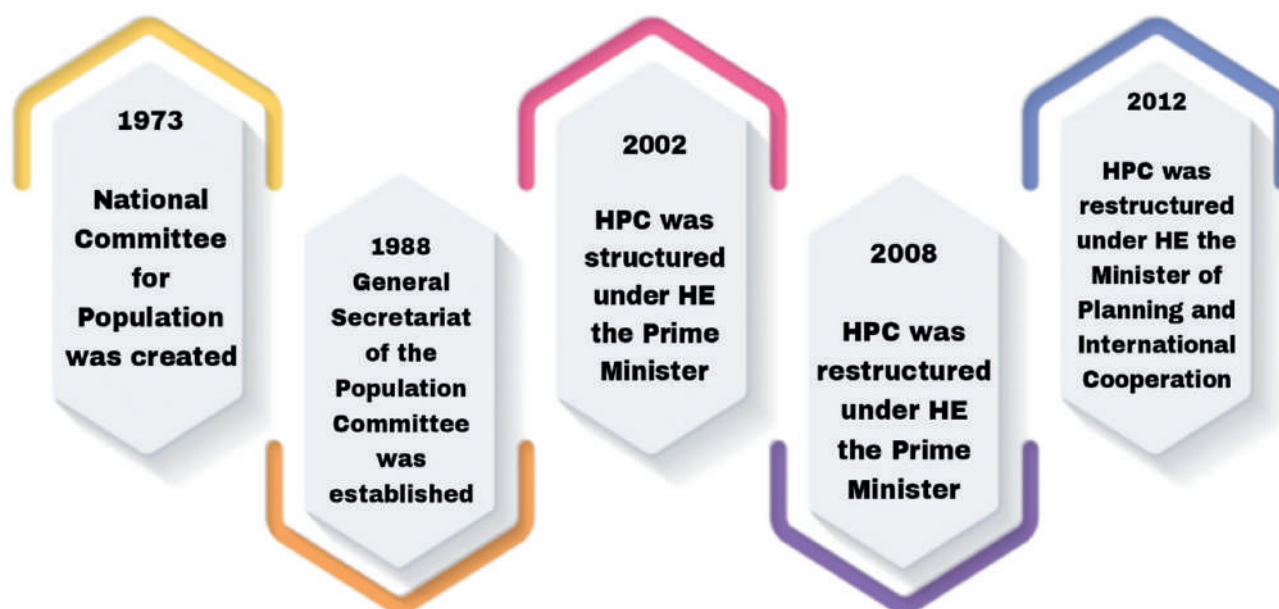 1973
National
Committee
for
Population
was created
1988
General
Secretariat
of the
Population
Committee
was
established
2002
HPC was
structured
under HE
the Prime
Minister
2008
HPC was
restructured
under HE
the Prime
Minister
2012
HPC was
restructured
under HE the
Minister of
Planning and
International
Cooperation